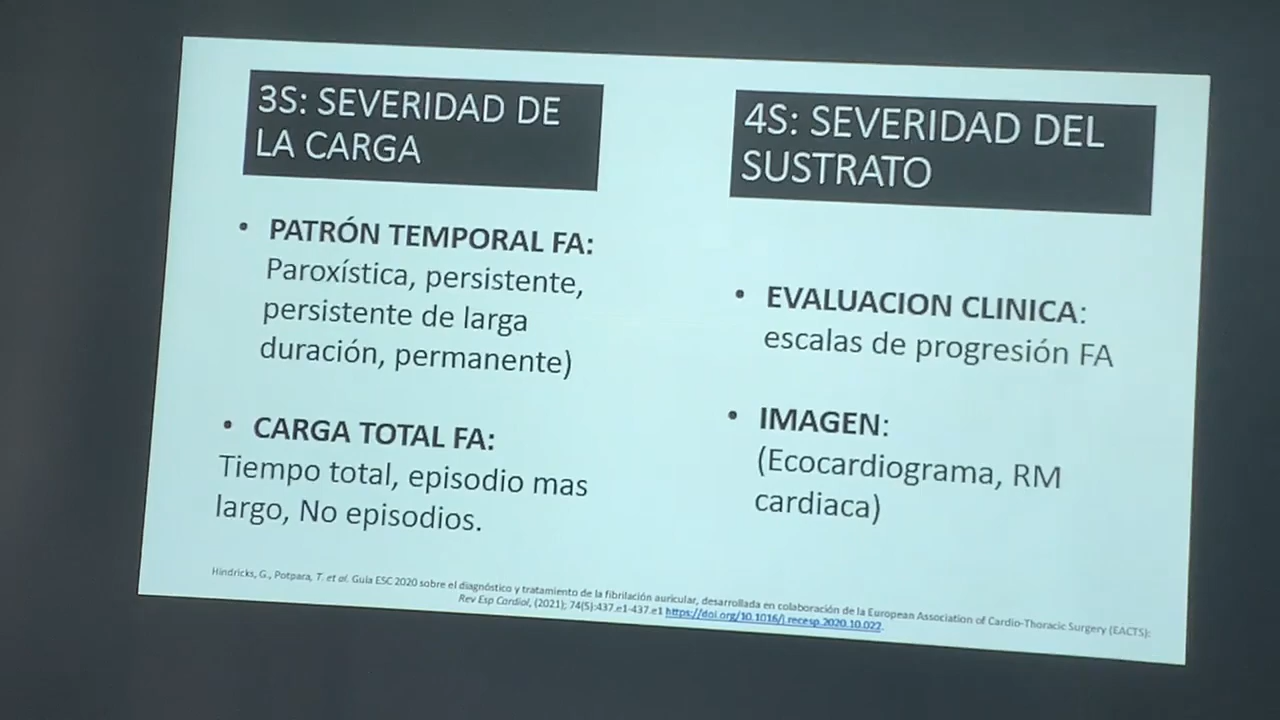 3S: SEVERIDAD DE
LA CARGA
• PATRÓN TEMPORAL FA:
Paroxística, persistente,
persistente de larga
duración, permanente)
• CARGA TOTAL FA:
Tiempo total, episodio mas
largo, No episodios.
4S: SEVERIDAD DEL
SUSTRATO
• EVALUACION CLINICA:
escalas de progresión FA
• IMAGEN:
(Ecocardiograma, RM
cardiaca)
Hindricks, G., Potpara, T. et al. Guía ESC 2020 sobre el diagnóstico y tratamiento de la fibrilación auricular, desarrollada en colaboración de la European Association of Cardio-Thoracic Surgery (EACTS):
Rev Esp Cardiol, (2021); 74(5):437.e1-437.e1 https://doi.org/10.1016/j.recesp.2020.10.022.